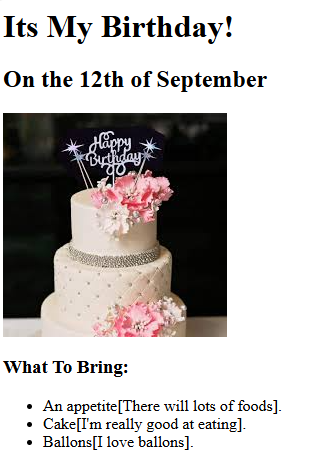 Its My Birthday!
On the 12th of September
Happy
Birthday
What To Bring:
An appetite[There will lots of foods].
Cake[I'm really good at eating].
Ballons[I love ballons].